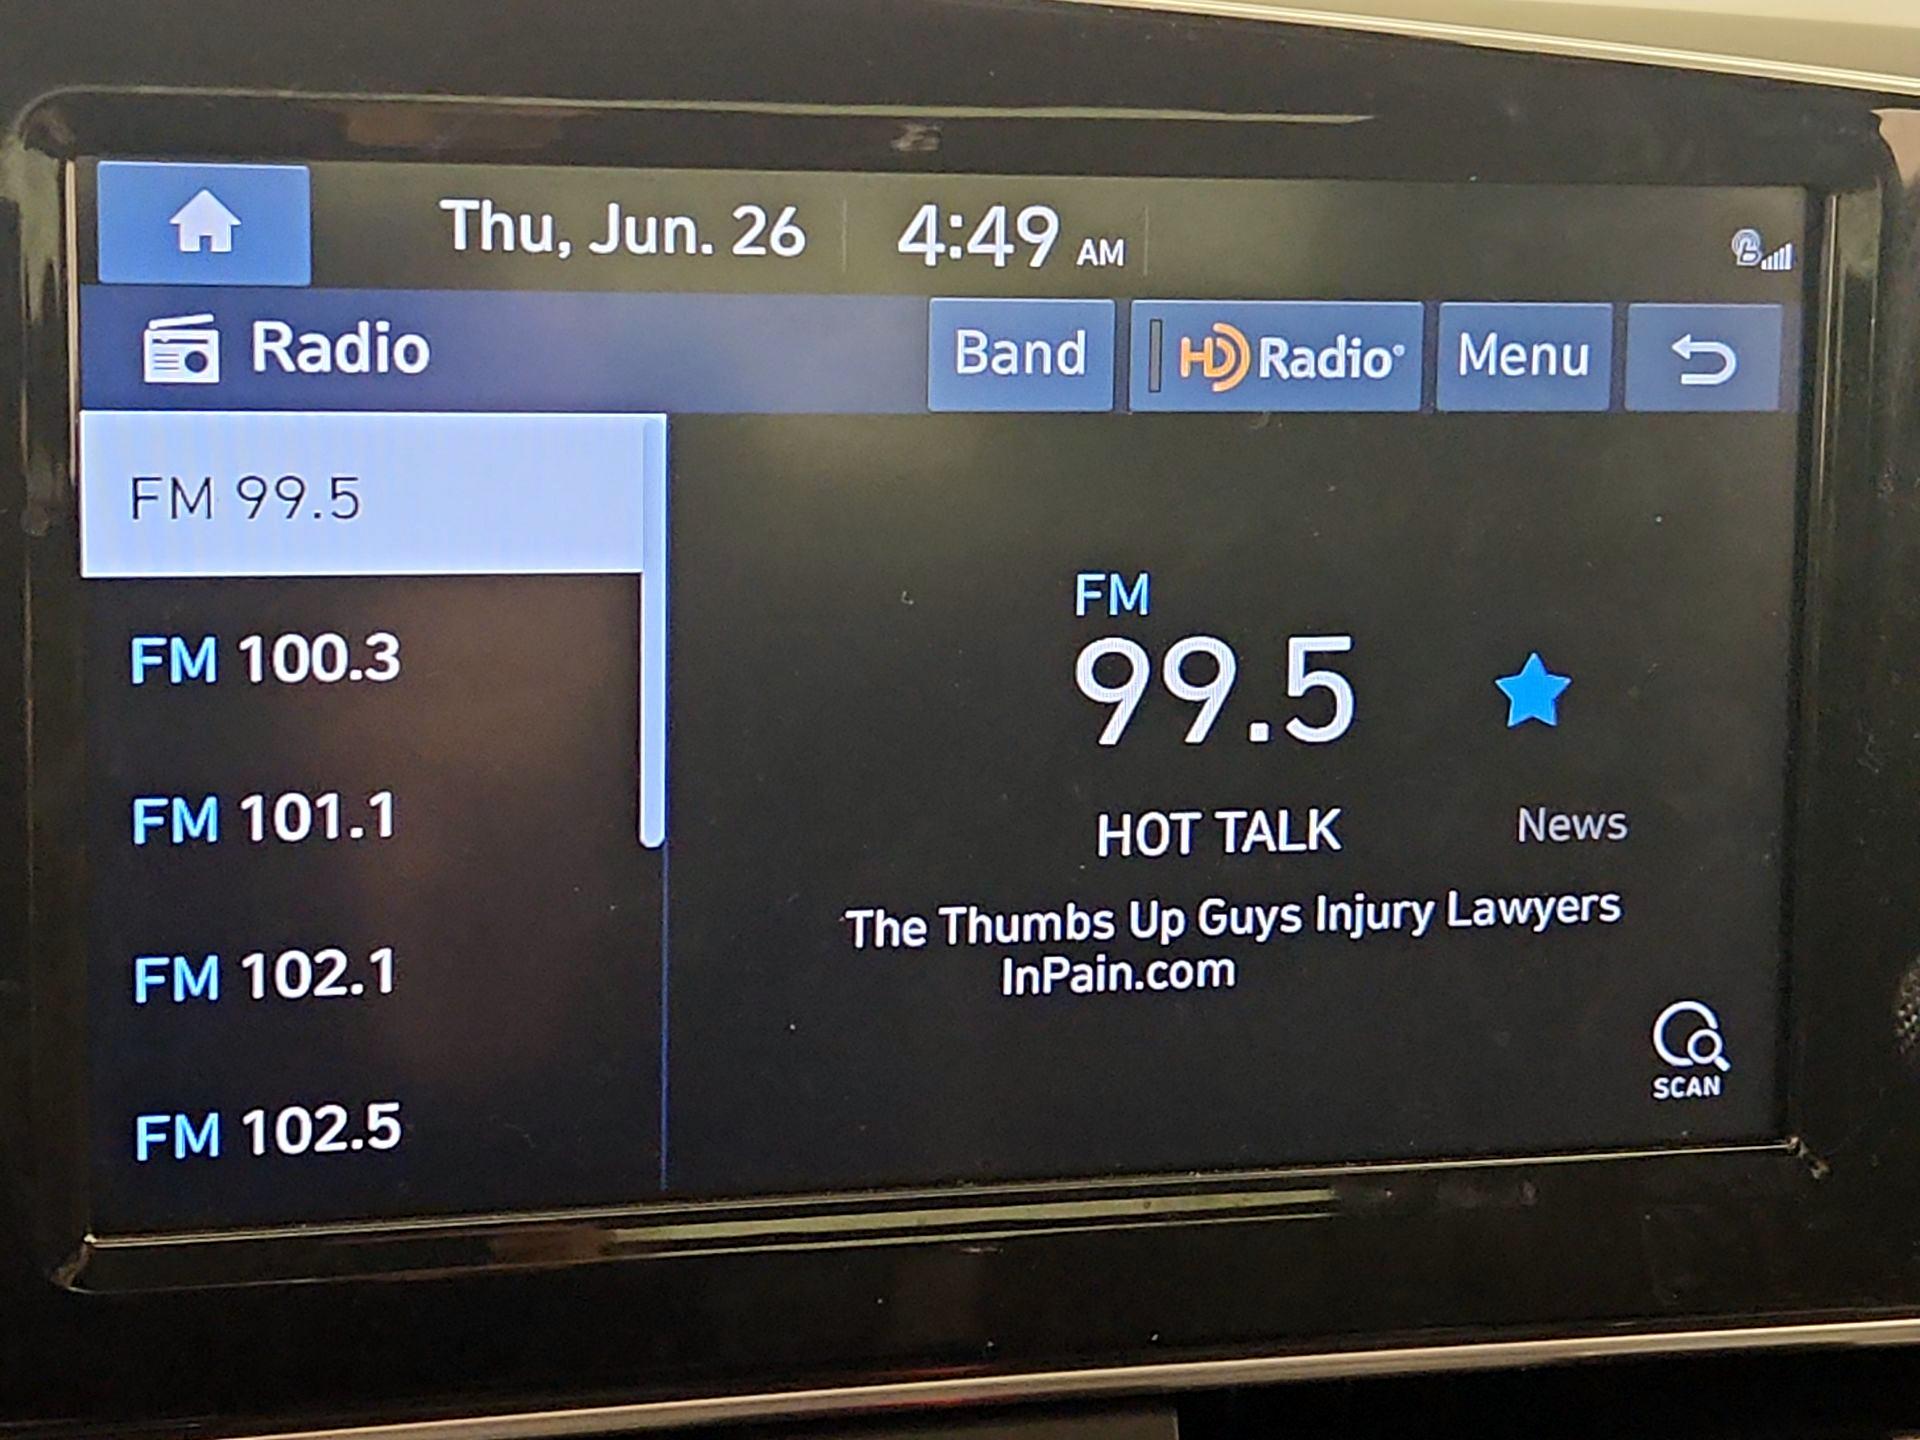 Thu, Jun. 26 4:49 AM
Radio Band HD Radio® Menu
FM 99.5
FM 100.3
FM 101.1
FM 102.1
FM 102.5
FM
99.5
HOT TALK News
The Thumbs Up Guys Injury Lawyers
InPain.com
SCAN